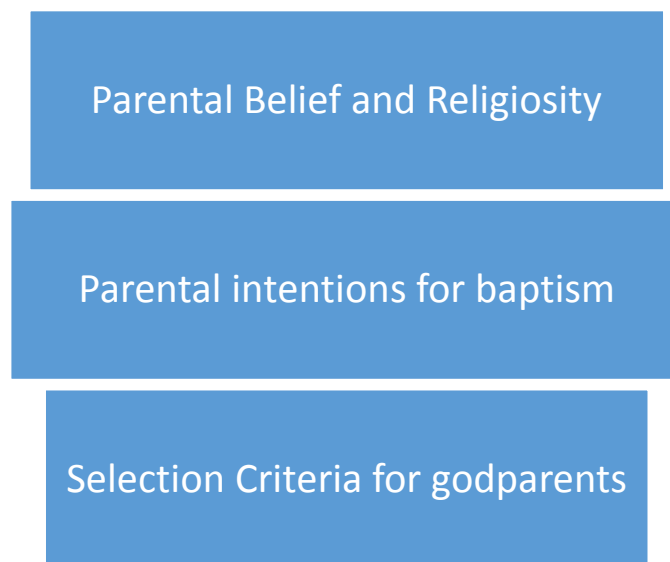 Parental Belief and Religiosity
Parental intentions for baptism
Selection Criteria for godparents